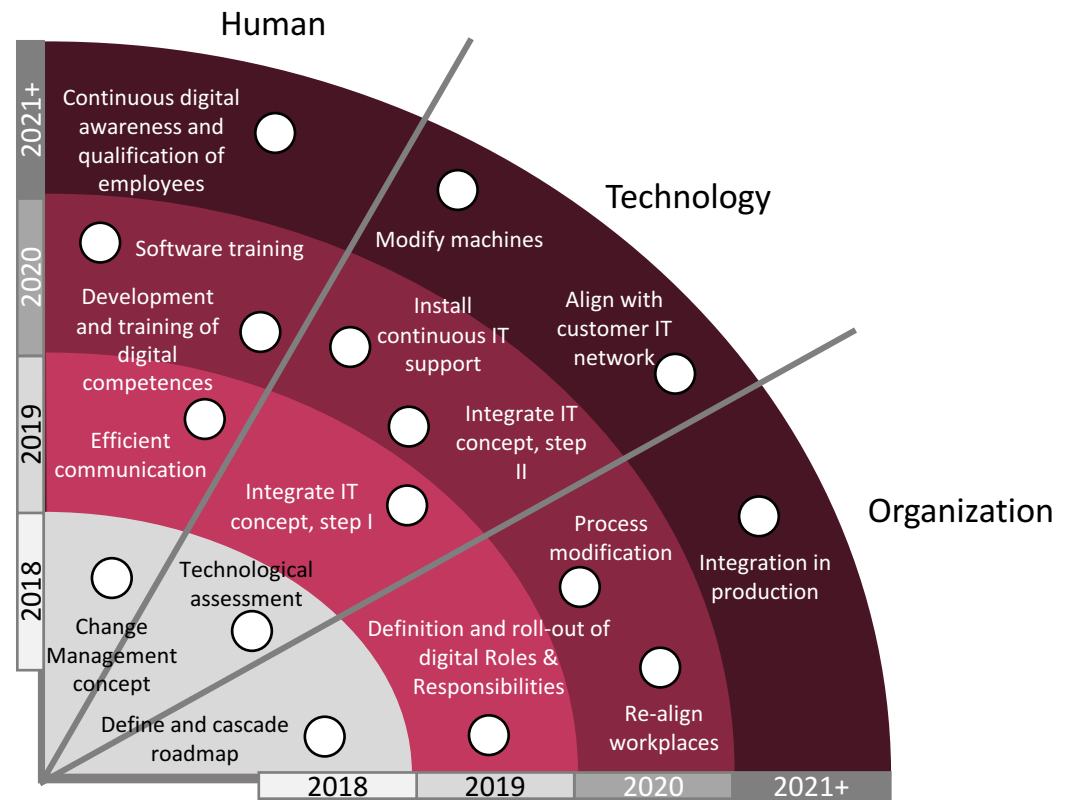 Human
Technology
Organization
2021+
2020
2019
2018
Continuous digital
awareness and
qualification of
employees
Software training
Development
and training of
digital
competences
Efficient
communication
Change
Management
concept
Modify machines
Align with
customer IT
network
Install
continuous IT
support
Integrate IT
concept, step
II
Integrate IT
concept, step I
Technological
assessment
Integration in
production
Process
modification
Re-align
workplaces
Definition and roll-out of
digital Roles &
Responsibilities
Define and cascade
roadmap
2018
2019
2020
2021+